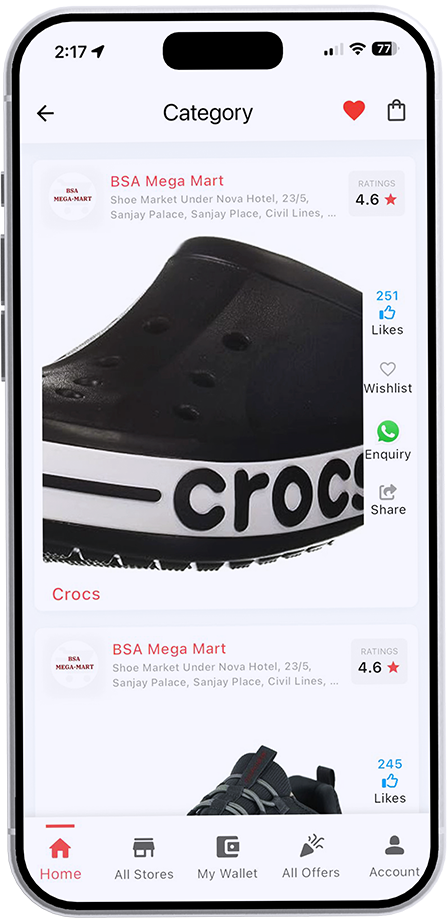 2:17
77
Category
BSA
MEGA-MART
BSA Mega Mart
Shoe Market Under Nova Hotel, 23/5,
Sanjay Palace, Sanjay Place, Civil Lines, ...
RATINGS
4.6
251
Likes
Wishlist
Enquiry
Share
crocs
Crocs
BSA
MEGA-MART
BSA Mega Mart
Shoe Market Under Nova Hotel, 23/5,
Sanjay Palace, Sanjay Place, Civil Lines, ...
RATINGS
4.6
245
Likes
Home
All Stores
My Wallet
All Offers
Account